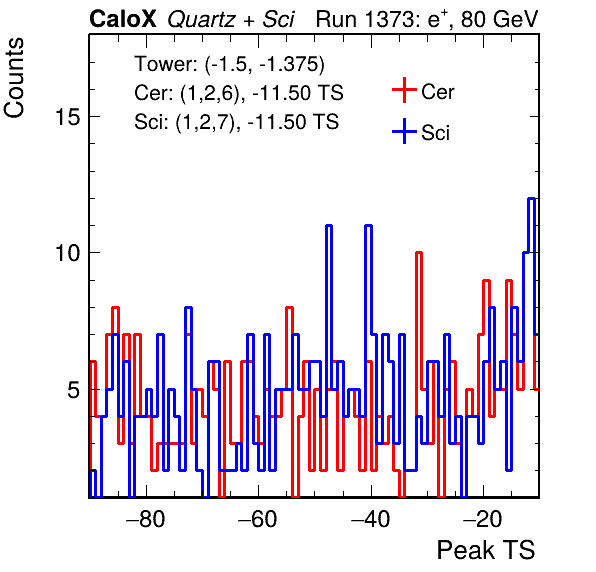 CaloX Quartz + Sci Run 1373: e+, 80 GeV
Counts
Tower: (-1.5, -1.375)
Cer: (1,2,6), -11.50 TS
Sci: (1,2,7), -11.50 TS
Cer
Sci
15
10
5
−80 −60 −40 −20
Peak TS